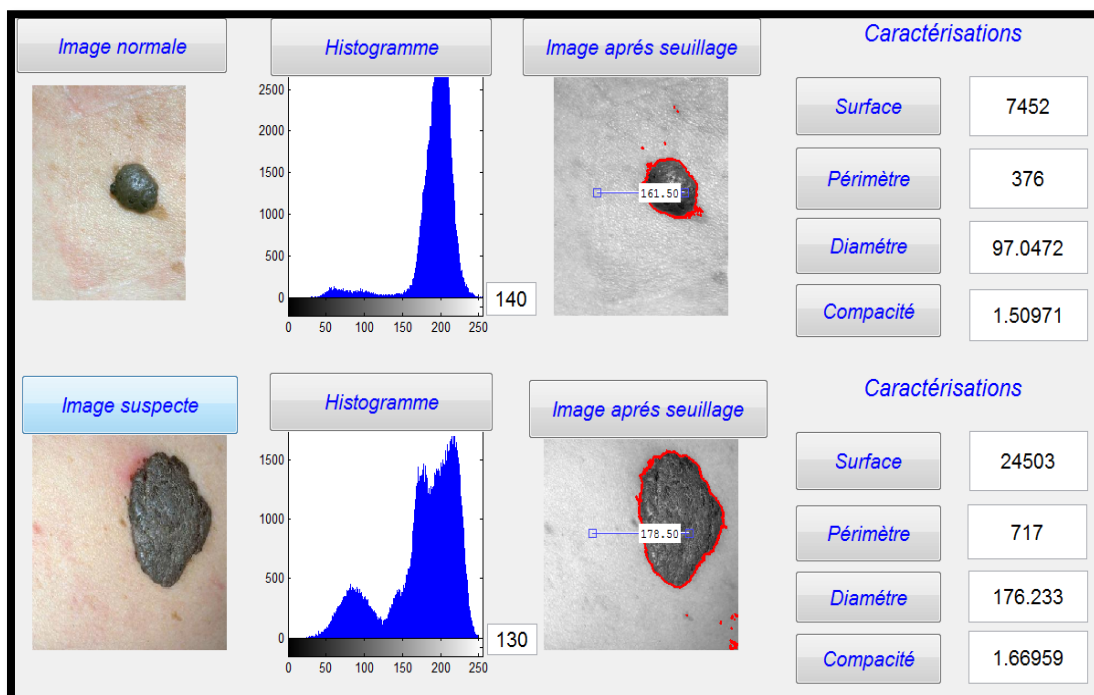 Image normale
Histogramme
Image aprés seuillage
Caractérisations
2500
2000
1500
1000
500
0
0 50 100 150 200 250
140
161.50
Surface 7452
Périmètre 376
Diamétre 97.0472
Compacité 1.50971
Image suspecte
Histogramme
Image aprés seuillage
Caractérisations
1500
1000
500
0
0 50 100 150 200 250
130
178.50
Surface 24503
Périmètre 717
Diamétre 176.233
Compacité 1.66959